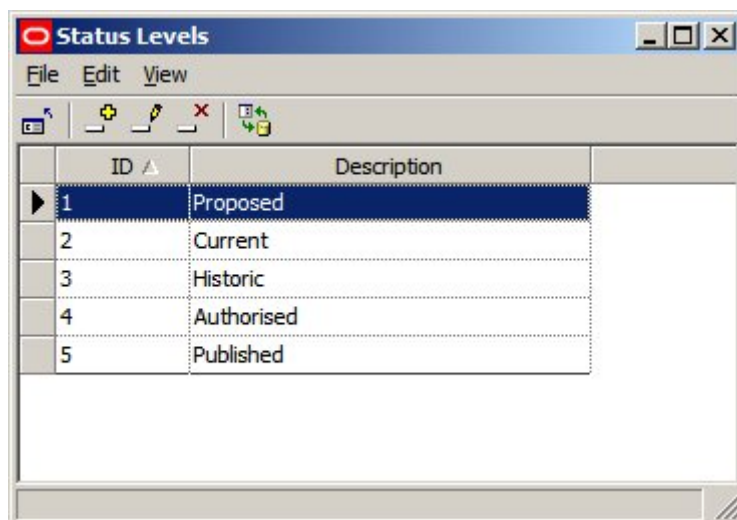 Status Levels
File Edit View
ID Description
1 Proposed
2 Current
3 Historic
4 Authorised
5 Published